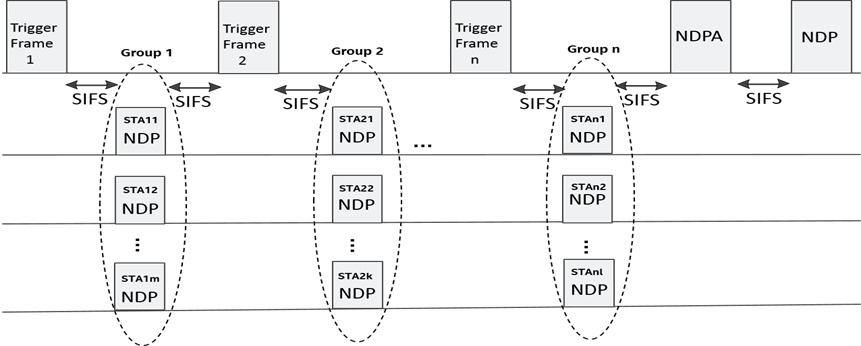 Trigger
Frame
1
Group 1
Trigger
Frame
2
Group 2
Trigger
Frame
n
Group n
NDPA
NDP
SIFS
SIFS
SIFS
SIFS
SIFS
SIFS
STA11
NDP
STA21
NDP
...
STAn1
NDP
STA12
NDP
STA22
NDP
STAn2
NDP
...
...
...
STA1m
NDP
STA2k
NDP
STAnl
NDP